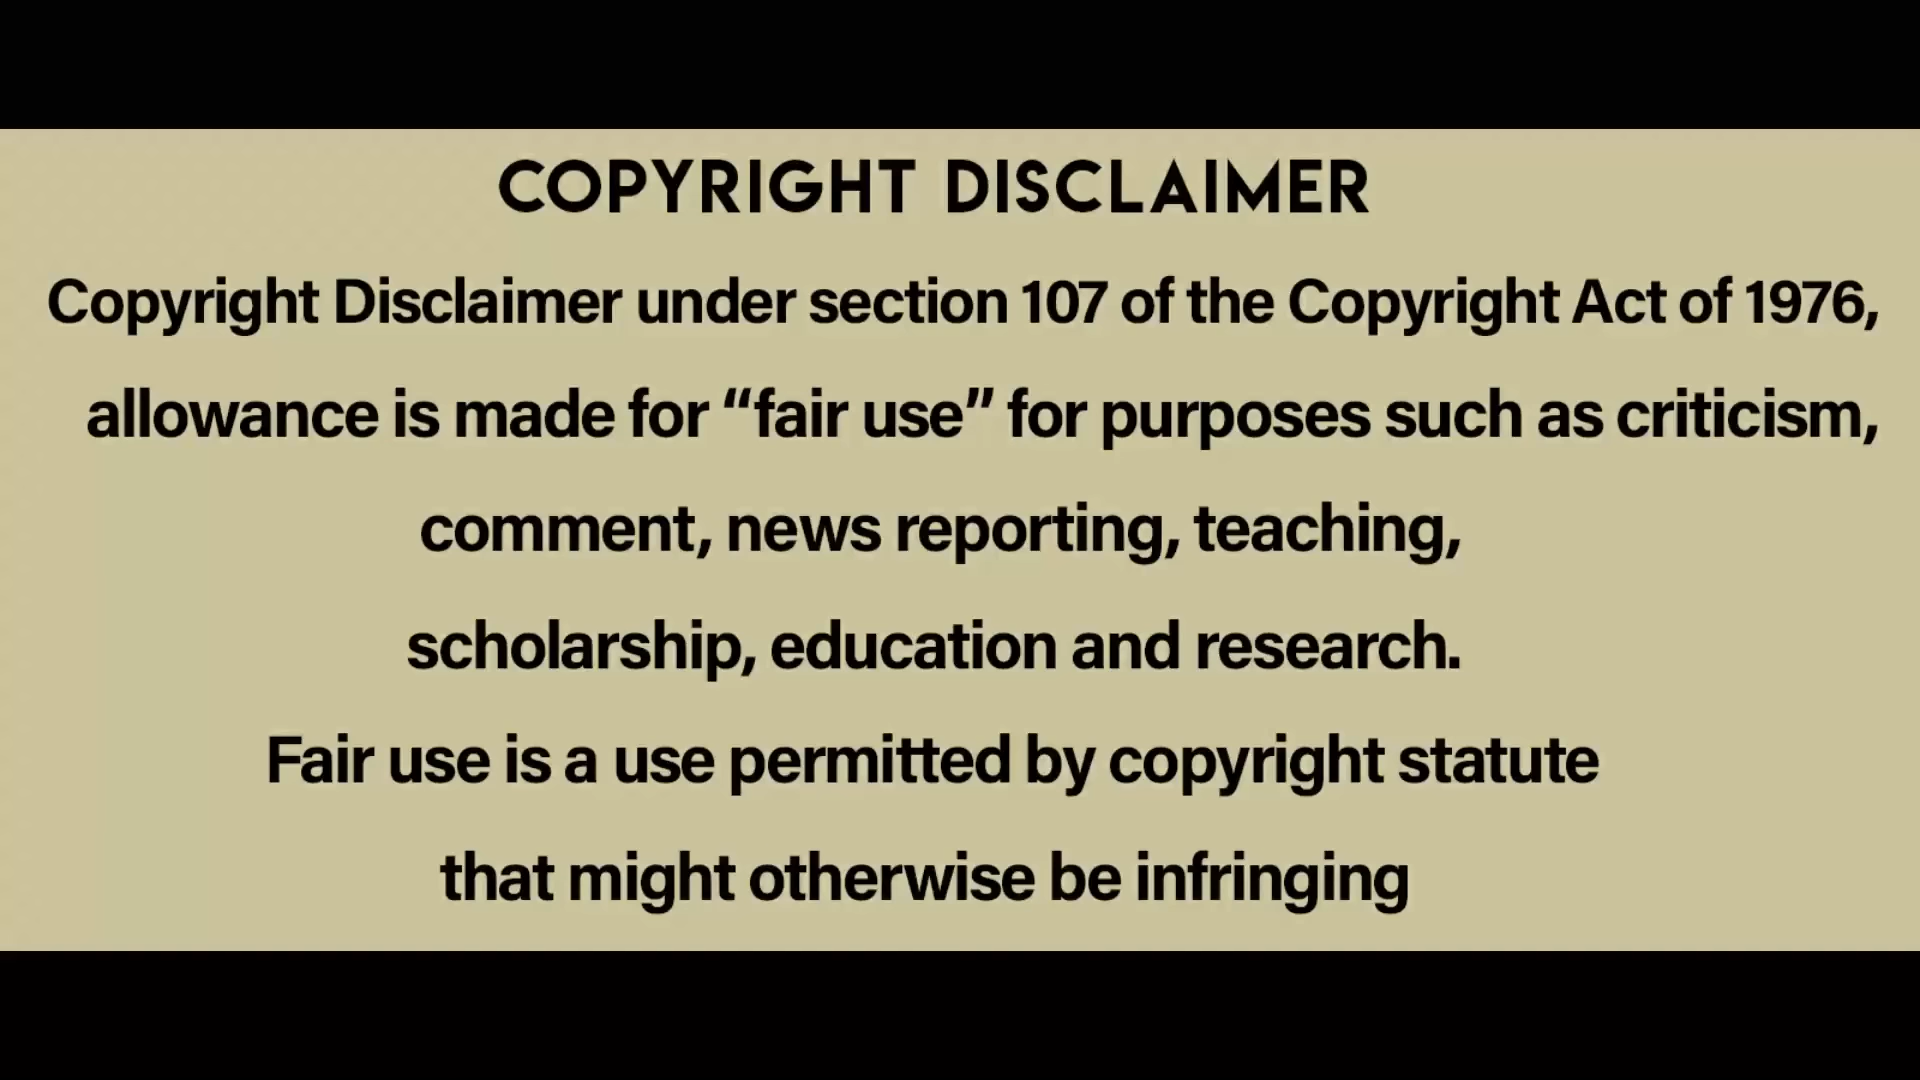 COPYRIGHT DISCLAIMER
Copyright Disclaimer under section 107 of the Copyright Act of 1976,
allowance is made for “fair use” for purposes such as criticism,
comment, news reporting, teaching,
scholarship, education and research.
Fair use is a use permitted by copyright statute
that might otherwise be infringing